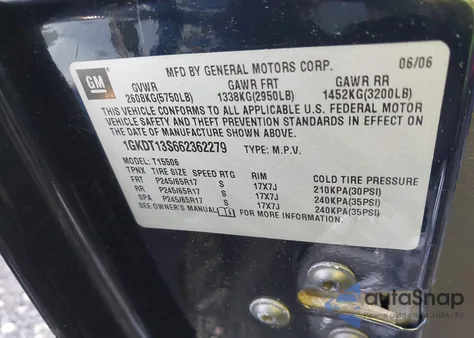 MFD BY GENERAL MOTORS CORP. 06/06
GM
GVWR GAWR FRT GAWR RR
2608KG(5750LB) 1338KG(2950LB) 1452KG(3200LB)
THIS VEHICLE CONFORMS TO ALL APPLICABLE U.S. FEDERAL MOTOR
VEHICLE SAFETY AND THEFT PREVENTION STANDARDS IN EFFECT ON
THE DATE OF MANUFACTURE SHOWN ABOVE.
1GKDT13S662362279 TYPE: M.P.V.
MODEL: T15506
TPNX TIRE SIZE SPEED RTG RIM COLD TIRE PRESSURE
FRT P245/65R17 S 17X7J 210KPA(30PSI)
RR P245/65R17 S 17X7J 240KPA(35PSI)
SPA P245/65R17 S 17X7J 240KPA(35PSI)
SEE OWNER'S MANUAL FOR MORE INFORMATION.
autoSnap